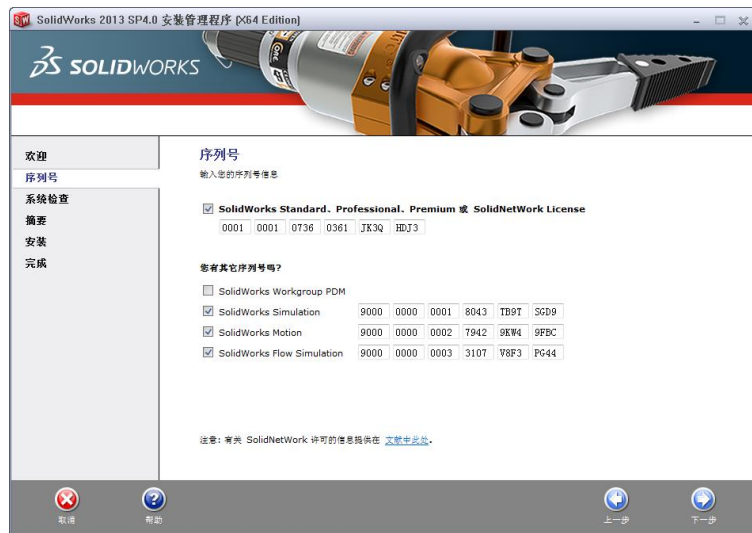 SolidWorks 2013 SP4.0 安装管理程序 (X64 Edition)
SOLIDWORKS
欢迎
序列号
系统检查
摘要
安装
完成
序列号
输入您的序列号信息
SolidWorks Standard、Professional、Premium 或 SolidNetWork License
0001 0001 0736 0361 JK3Q HDJ3
您有其它序列号吗?
SolidWorks Workgroup PDM
SolidWorks Simulation 9000 0000 0001 8043 TB9T SGD9
SolidWorks Motion 9000 0000 0002 7942 9KW4 9FBC
SolidWorks Flow Simulation 9000 0000 0003 3107 V8F3 PG44
注意: 有关 SolidNetWork 许可的信息提供在 文献中此处。
取消 帮助 上一步 下一步